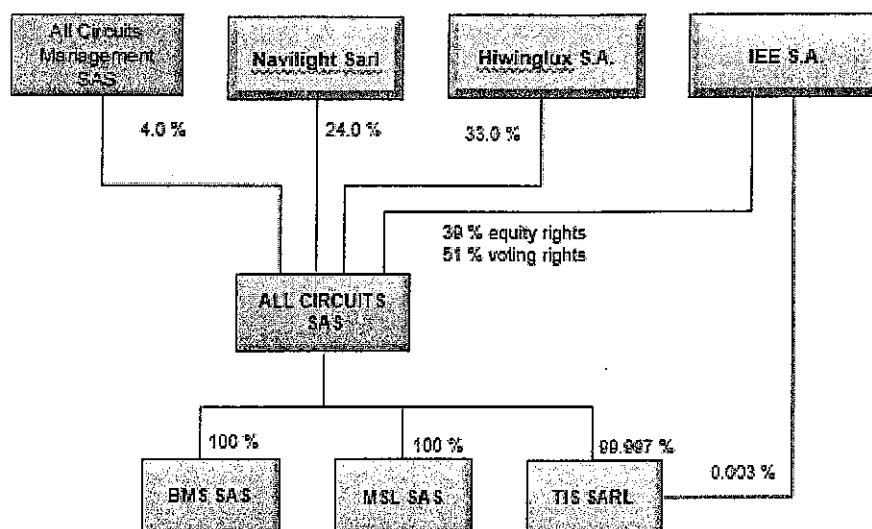 All Circuits
Management
SAS
Navilight Sarl
Hiwinglux S.A.
IEE S.A.
4.0 %
24.0 %
33.0 %
39 % equity rights
51 % voting rights
ALL CIRCUITS
SAS
100 %
100 %
99.997 %
0.003 %
BMS SAS
MSL SAS
TIS SARL